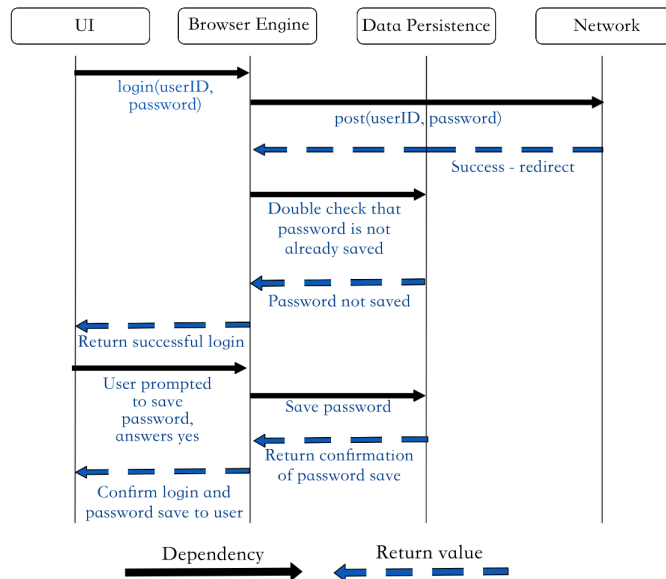 UI
Browser Engine
Data Persistence
Network
login(userID,
password)
post(userID, password)
Success - redirect
Double check that
password is not
already saved
Password not saved
Return successful login
User prompted
to save
password,
answers yes
Save password
Return confirmation
of password save
Confirm login and
password save to user
Dependency
Return value